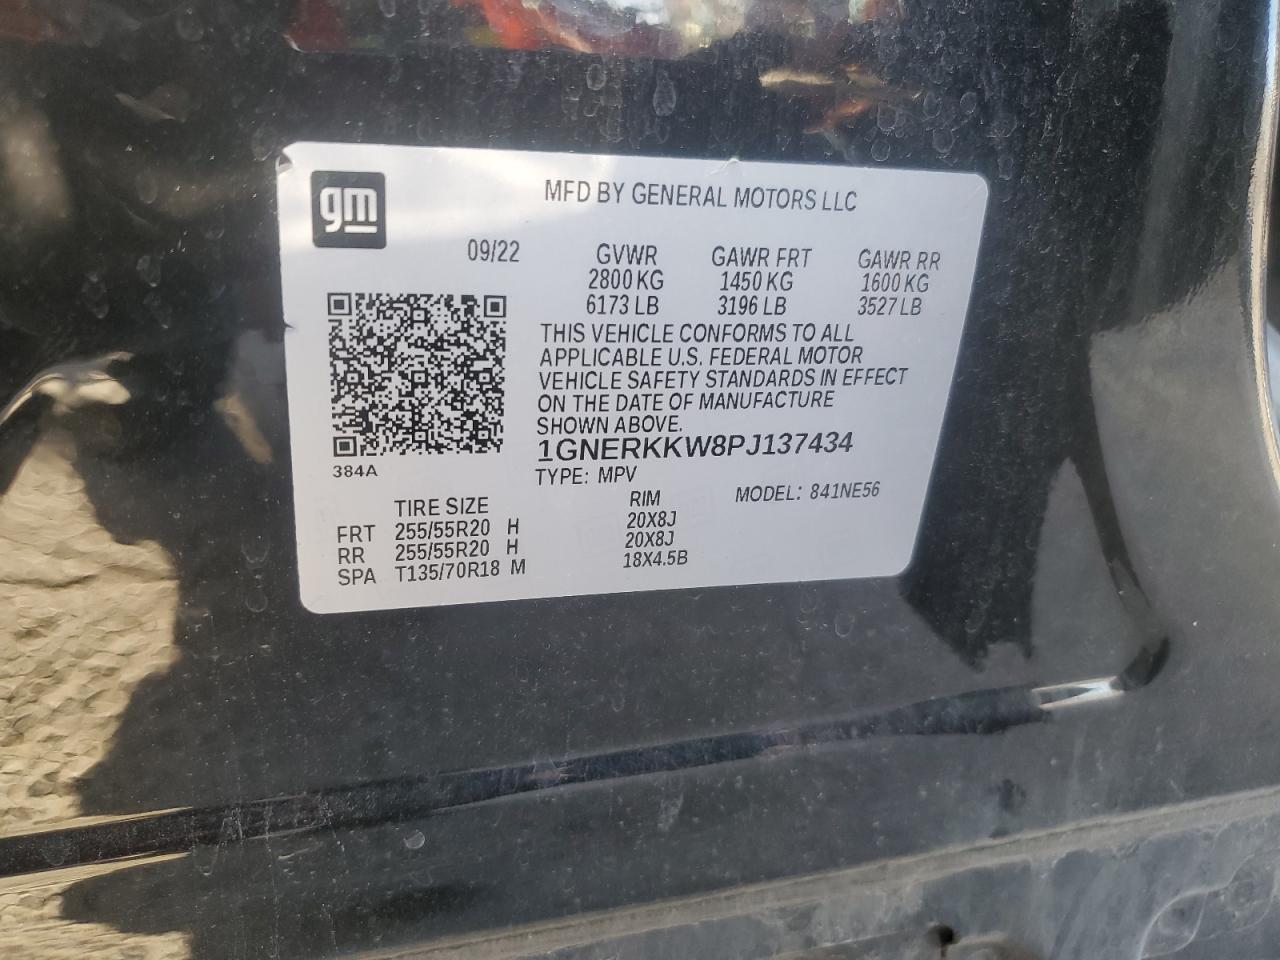 gm
MFD BY GENERAL MOTORS LLC
09/22 GVWR GAWR FRT GAWR RR
2800 KG 1450 KG 1600 KG
6173 LB 3196 LB 3527 LB
THIS VEHICLE CONFORMS TO ALL
APPLICABLE U.S. FEDERAL MOTOR
VEHICLE SAFETY STANDARDS IN EFFECT
ON THE DATE OF MANUFACTURE
SHOWN ABOVE.
1GNERKKW8PJ137434
384A
TYPE: MPV
MODEL: 841NE56
TIRE SIZE RIM
FRT 255/55R20 H 20X8J
RR 255/55R20 H 20X8J
SPA T135/70R18 M 18X4.5B